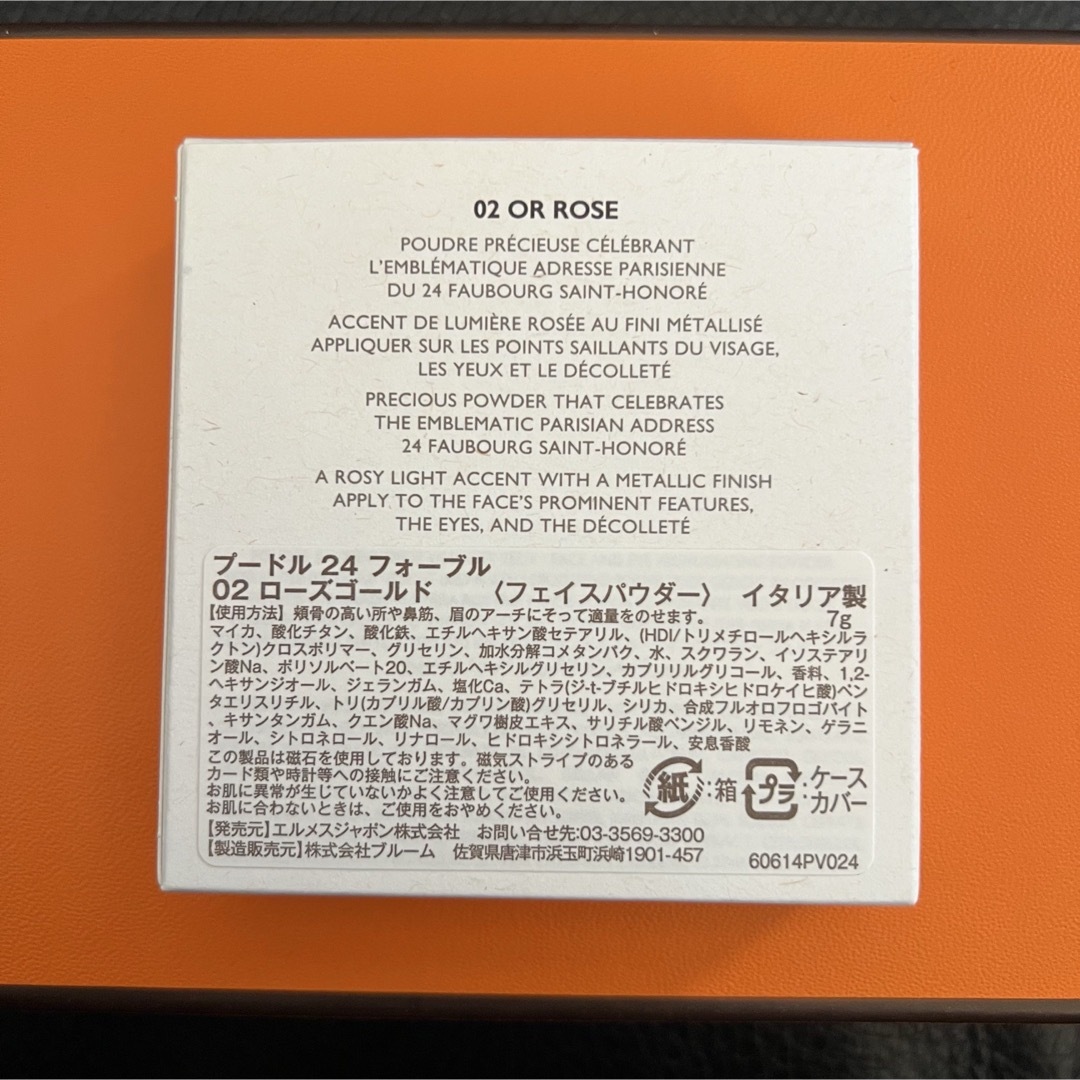 02 OR ROSE
POUDRE PRÉCIEUSE CÉLÉBRANT
L'EMBLÉMATIQUE ADRESSE PARISIENNE
DU 24 FAUBOURG SAINT-HONORÉ
ACCENT DE LUMIÈRE ROSÉE AU FINI MÉTALLISÉ
APPLIQUER SUR LES POINTS SAILLANTS DU VISAGE,
LES YEUX ET LE DÉCOLLETÉ
PRECIOUS POWDER THAT CELEBRATES
THE EMBLEMATIC PARISIAN ADDRESS
24 FAUBOURG SAINT-HONORÉ
A ROSY LIGHT ACCENT WITH A METALLIC FINISH
APPLY TO THE FACE'S PROMINENT FEATURES,
THE EYES, AND THE DÉCOLLETÉ
プードル 24 フォーブル
02 ローズゴールド 〈フェイスパウダー〉 イタリア製
【使用方法】頬骨の高い所や鼻筋、眉のアーチにそって適量をのせます。 7g
マイカ、酸化チタン、酸化鉄、エチルヘキサン酸セテアリル、(HDI/トリメチロールヘキシルラ
クトン)クロスポリマー、グリセリン、加水分解コメタンパク、水、スクワラン、イソステアリ
ン酸Na、ポリソルベート20、エチルヘキシルグリセリン、カプリリルグリコール、香料、1,2-
ヘキサンジオール、ジェランガム、塩化Ca、テトラ(ジ-t-ブチルヒドロキシヒドロケイヒ酸)ペン
タエリスリチル、トリ(カプリル酸/カプリン酸)グリセリル、シリカ、合成フルオロフロゴパイト
、キサンタンガム、クエン酸Na、マグワ樹皮エキス、サリチル酸ベンジル、リモネン、ゲラニ
オール、シトロネロール、リナロール、ヒドロキシシトロネラール、安息香酸
この製品は磁石を使用しております。磁気ストライプのある
カード類や時計等への接触にご注意ください。
お肌に異常が生じていないかよく注意してご使用ください。
お肌に合わないときは、ご使用をおやめください。
紙:箱 プラ:ケース
カバー
【発売元】エルメスジャポン株式会社 お問い合せ先:03-3569-3300
【製造販売元】株式会社ブルーム 佐賀県唐津市浜玉町浜崎1901-457
60614PV024